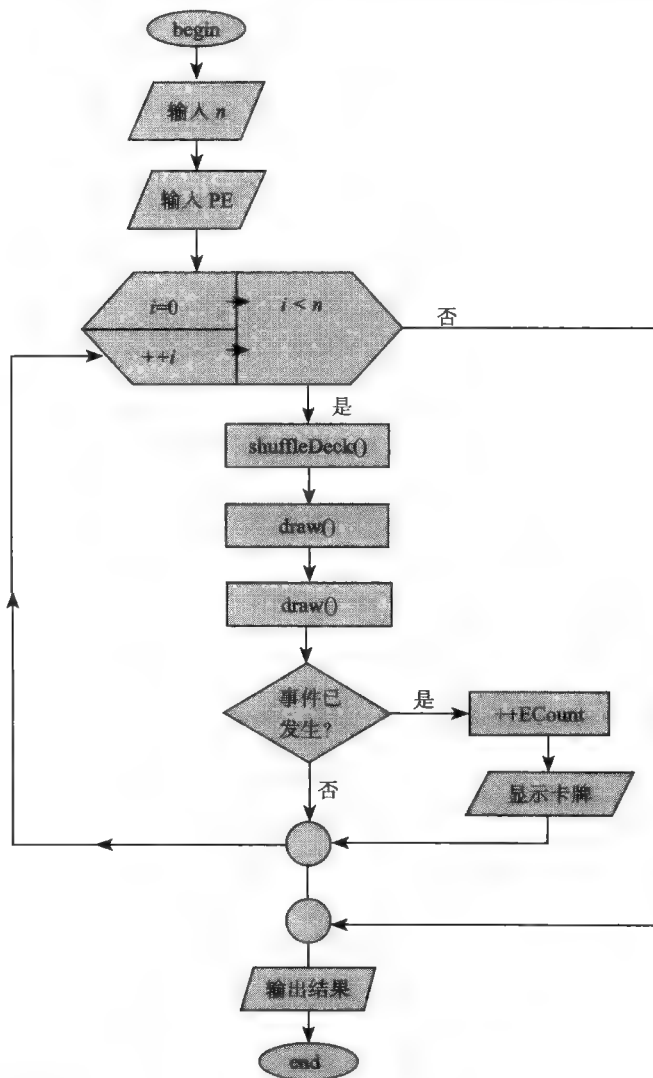 begin
输入 n
输入 PE
i=0
i < n
否
++i
是
shuffleDeck()
draw()
draw()
事件已
发生?
是
++ECount
否
显示卡牌
输出结果
end